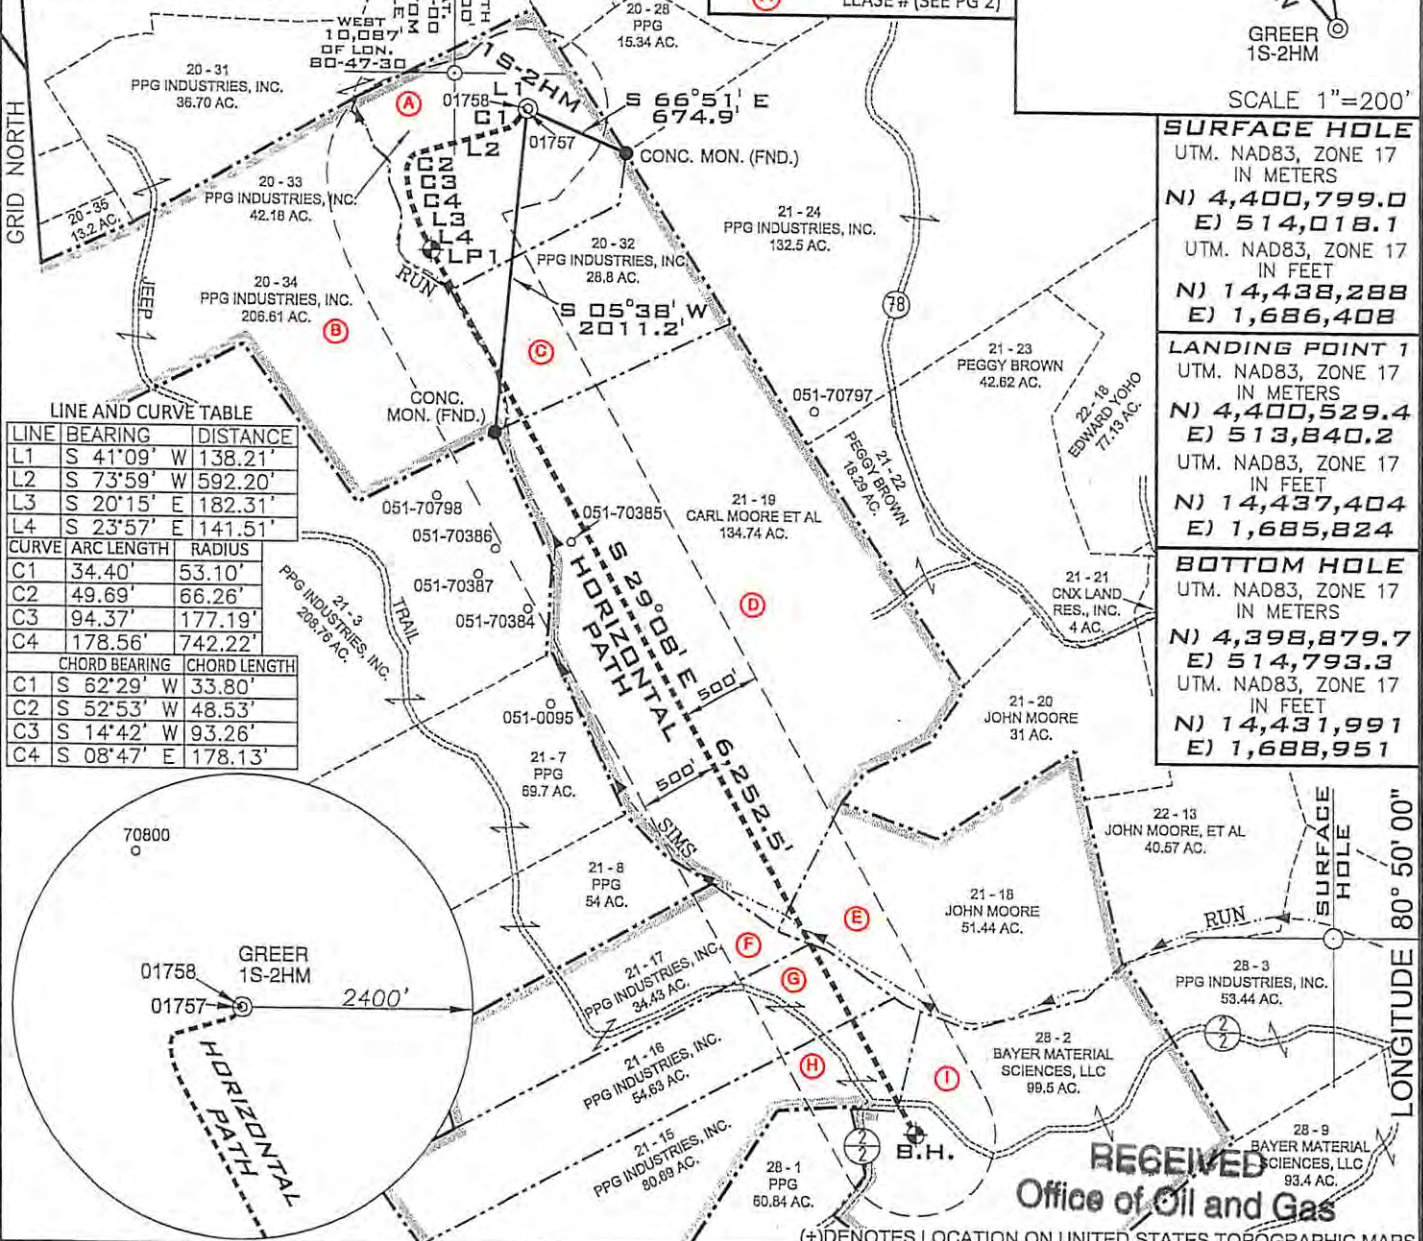 GRID NORTH
WEST
10,087'
OF LON.
80-47-30
20 - 28
PPG
15.34 AC.
LEASE # (SEE PG 2)
GREER
1S-2HM
SCALE 1"=200'
20 - 31
PPG INDUSTRIES, INC.
36.70 AC.
A
1S-2HM
L1
01758
C1
01757
L2
S 66°51' E
674.9'
CONC. MON. (FND.)
C2
C3
C4
L3
L4
LP1
RUN
20 - 33
PPG INDUSTRIES, INC.
42.18 AC.
20 - 35
13.2 AC.
JEEP
20 - 34
PPG INDUSTRIES, INC.
206.61 AC.
B
20 - 32
PPG INDUSTRIES, INC.
28.8 AC.
S 05°38' W
2011.2'
C
21 - 24
PPG INDUSTRIES, INC.
132.5 AC.
78
21 - 23
PEGGY BROWN
42.62 AC.
22 - 18
EDWARD YOHO
77.13 AC.
SURFACE HOLE
UTM. NAD83, ZONE 17
IN METERS
N) 4,400,799.0
E) 514,018.1
UTM. NAD83, ZONE 17
IN FEET
N) 14,438,288
E) 1,686,408
LANDING POINT 1
UTM. NAD83, ZONE 17
IN METERS
N) 4,400,529.4
E) 513,840.2
UTM. NAD83, ZONE 17
IN FEET
N) 14,437,404
E) 1,685,824
BOTTOM HOLE
UTM. NAD83, ZONE 17
IN METERS
N) 4,398,879.7
E) 514,793.3
UTM. NAD83, ZONE 17
IN FEET
N) 14,431,991
E) 1,688,951
CONC.
MON. (FND.)
LINE AND CURVE TABLE
LINE BEARING DISTANCE
L1 S 41°09' W 138.21'
L2 S 73°59' W 592.20'
L3 S 20°15' E 182.31'
L4 S 23°57' E 141.51'
CURVE ARC LENGTH RADIUS
C1 34.40' 53.10'
C2 49.69' 66.26'
C3 94.37' 177.19'
C4 178.56' 742.22'
CHORD BEARING CHORD LENGTH
C1 S 62°29' W 33.80'
C2 S 52°53' W 48.53'
C3 S 14°42' W 93.26'
C4 S 08°47' E 178.13'
051-70797
051-70798
051-70386
051-70385
051-70387
051-70384
051-0095
21 - 22
PEGGY BROWN
18.29 AC.
21 - 19
CARL MOORE ET AL
134.74 AC.
D
21 - 21
CNX LAND
RES., INC.
4 AC.
21 - 3
PPG INDUSTRIES, INC.
208.76 AC.
TRAIL
S 29°08' E 6,252.5'
HORIZONTAL
PATH
500'
500'
21 - 20
JOHN MOORE
31 AC.
21 - 7
PPG
69.7 AC.
SIMS
21 - 8
PPG
54 AC.
22 - 13
JOHN MOORE, ET AL
40.57 AC.
SURFACE
HOLE
LONGITUDE 80° 50' 00"
21 - 18
JOHN MOORE
51.44 AC.
RUN
E
F
G
H
I
21 - 17
PPG INDUSTRIES, INC.
34.43 AC.
21 - 16
PPG INDUSTRIES, INC.
54.63 AC.
21 - 15
PPG INDUSTRIES, INC.
80.69 AC.
28 - 3
PPG INDUSTRIES, INC.
53.44 AC.
2
2
28 - 2
BAYER MATERIAL
SCIENCES, LLC
99.5 AC.
28 - 9
BAYER MATERIAL
SCIENCES, LLC
93.4 AC.
28 - 1
PPG
60.84 AC.
2
2
B.H.
70800
GREER
1S-2HM
01758
01757
2400'
HORIZONTAL
PATH
RECEIVED
Office of Oil and Gas
(+)DENOTES LOCATION ON UNITED STATES TOPOGRAPHIC MAPS